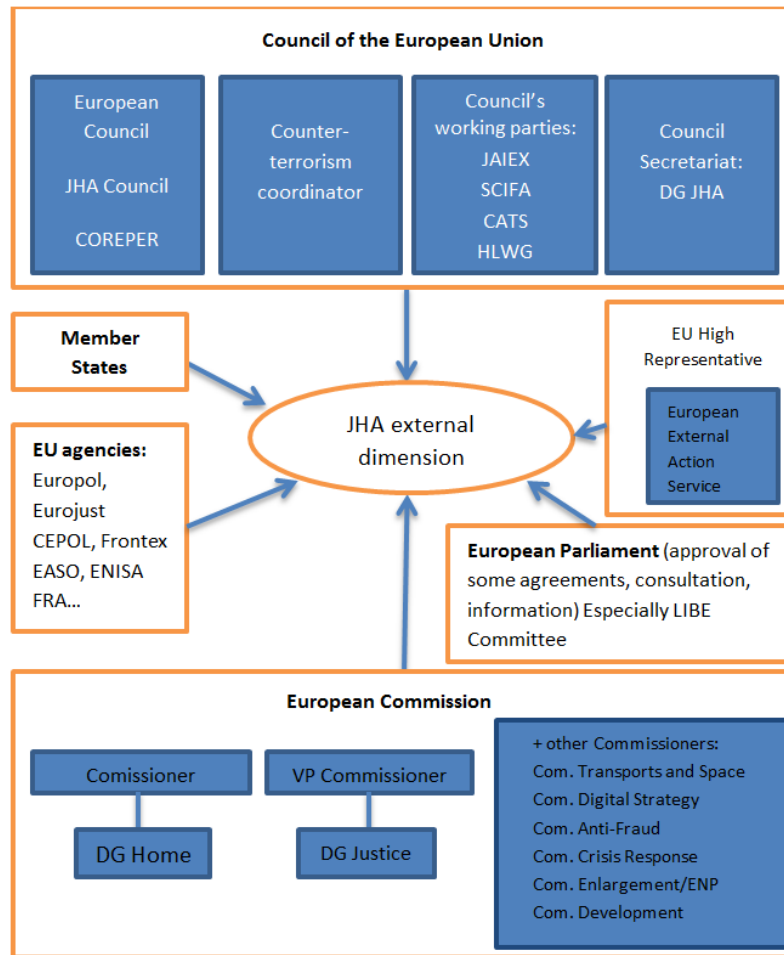 Council of the European Union
European
Council
JHA Council
COREPER
Counter-
terrorism
coordinator
Council's
working parties:
JAIEX
SCIFA
CATS
HLWG
Council
Secretariat:
DG JHA
Member
States
EU High
Representative
European
External
Action
Service
JHA external
dimension
EU agencies:
Europol,
Eurojust
CEPOL, Frontex
EASO, ENISA
FRA...
European Parliament (approval of
some agreements, consultation,
information) Especially LIBE
Committee
European Commission
Comissioner
DG Home
VP Commissioner
DG Justice
+ other Commissioners:
Com. Transports and Space
Com. Digital Strategy
Com. Anti-Fraud
Com. Crisis Response
Com. Enlargement/ENP
Com. Development